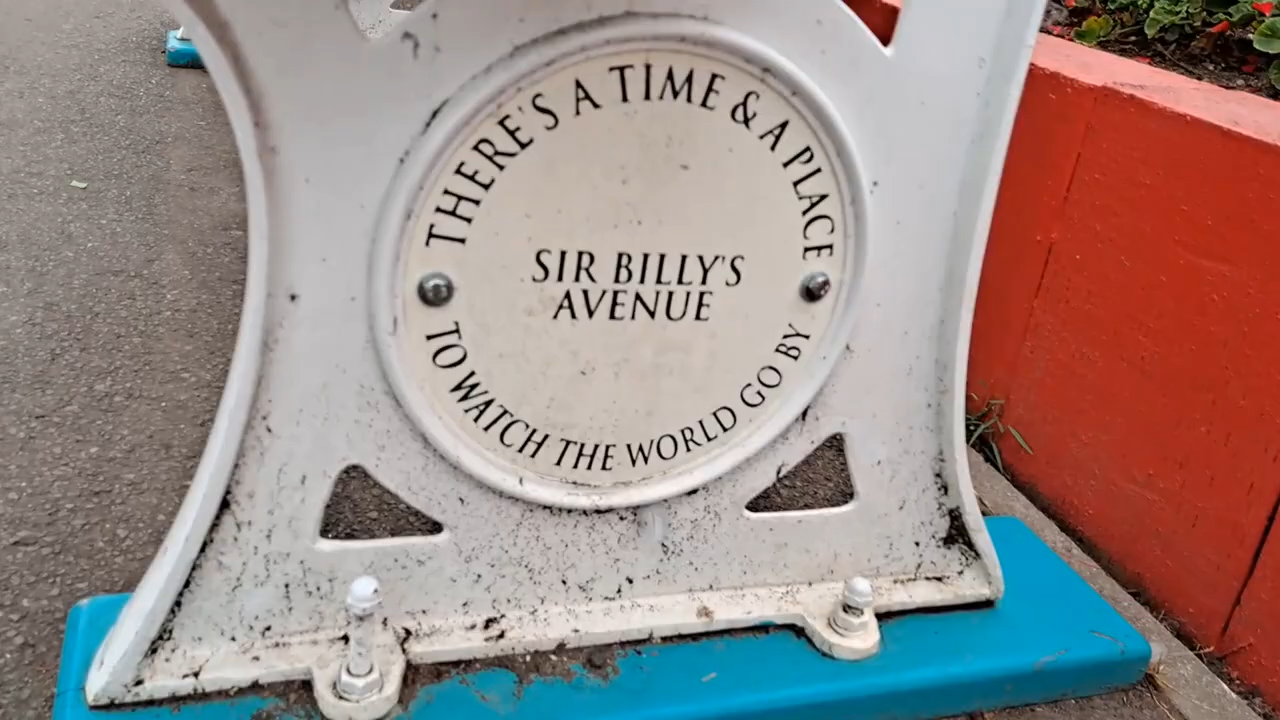 THERE'S A TIME & A PLACE
SIR BILLY'S
AVENUE
TO WATCH THE WORLD GO BY